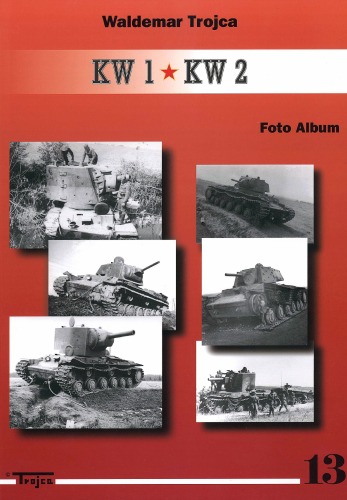 Waldemar Trojca
KW 1 ★ KW 2
Foto Album
© Trojca
13